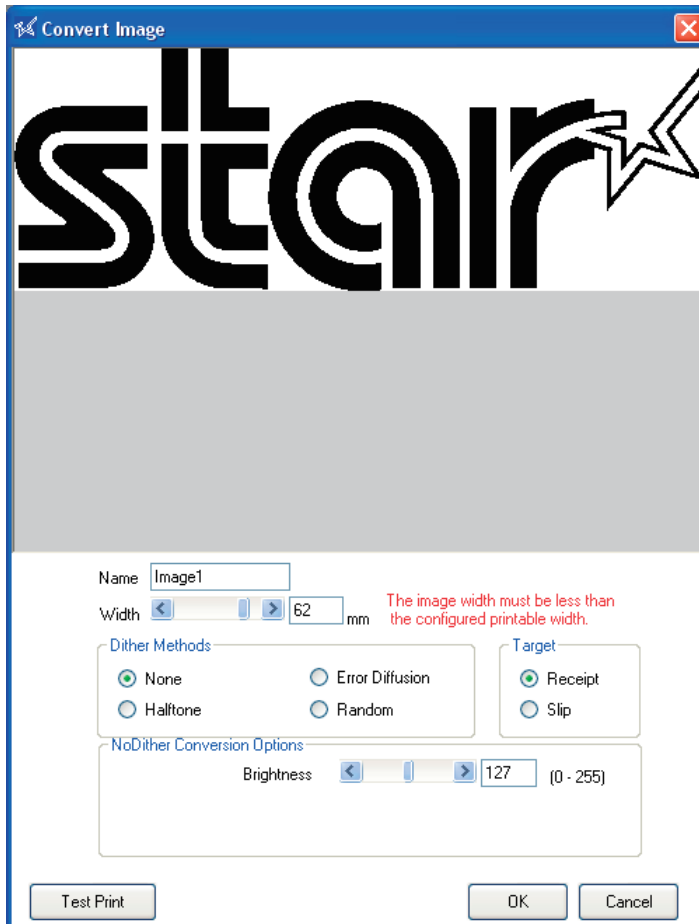 Convert Image
star
Name Image1
Width 62 mm The image width must be less than
the configured printable width.
Dither Methods Target
None Error Diffusion Receipt
Halftone Random Slip
NoDither Conversion Options
Brightness 127 (0 - 255)
Test Print OK Cancel